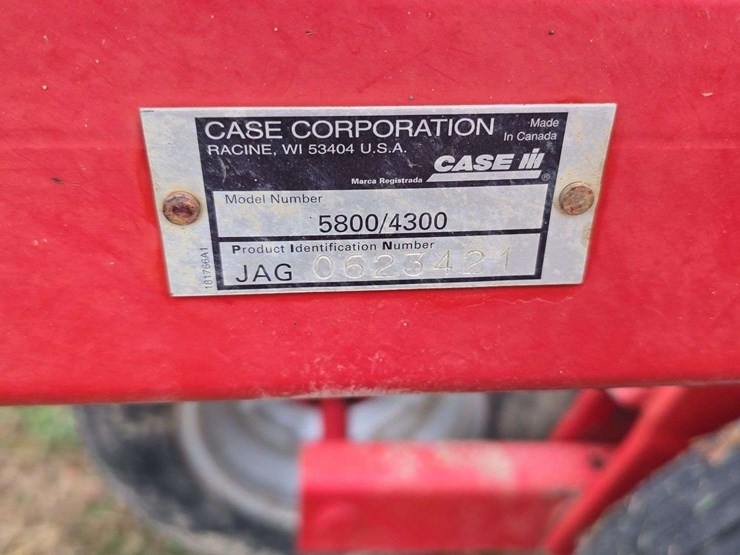 CASE CORPORATION
Made
in Canada
RACINE, WI 53404 U.S.A.
CASE IH
Marca Registrada
®
Model Number
5800/4300
Product Identification Number
JAG 0623421
181766A1